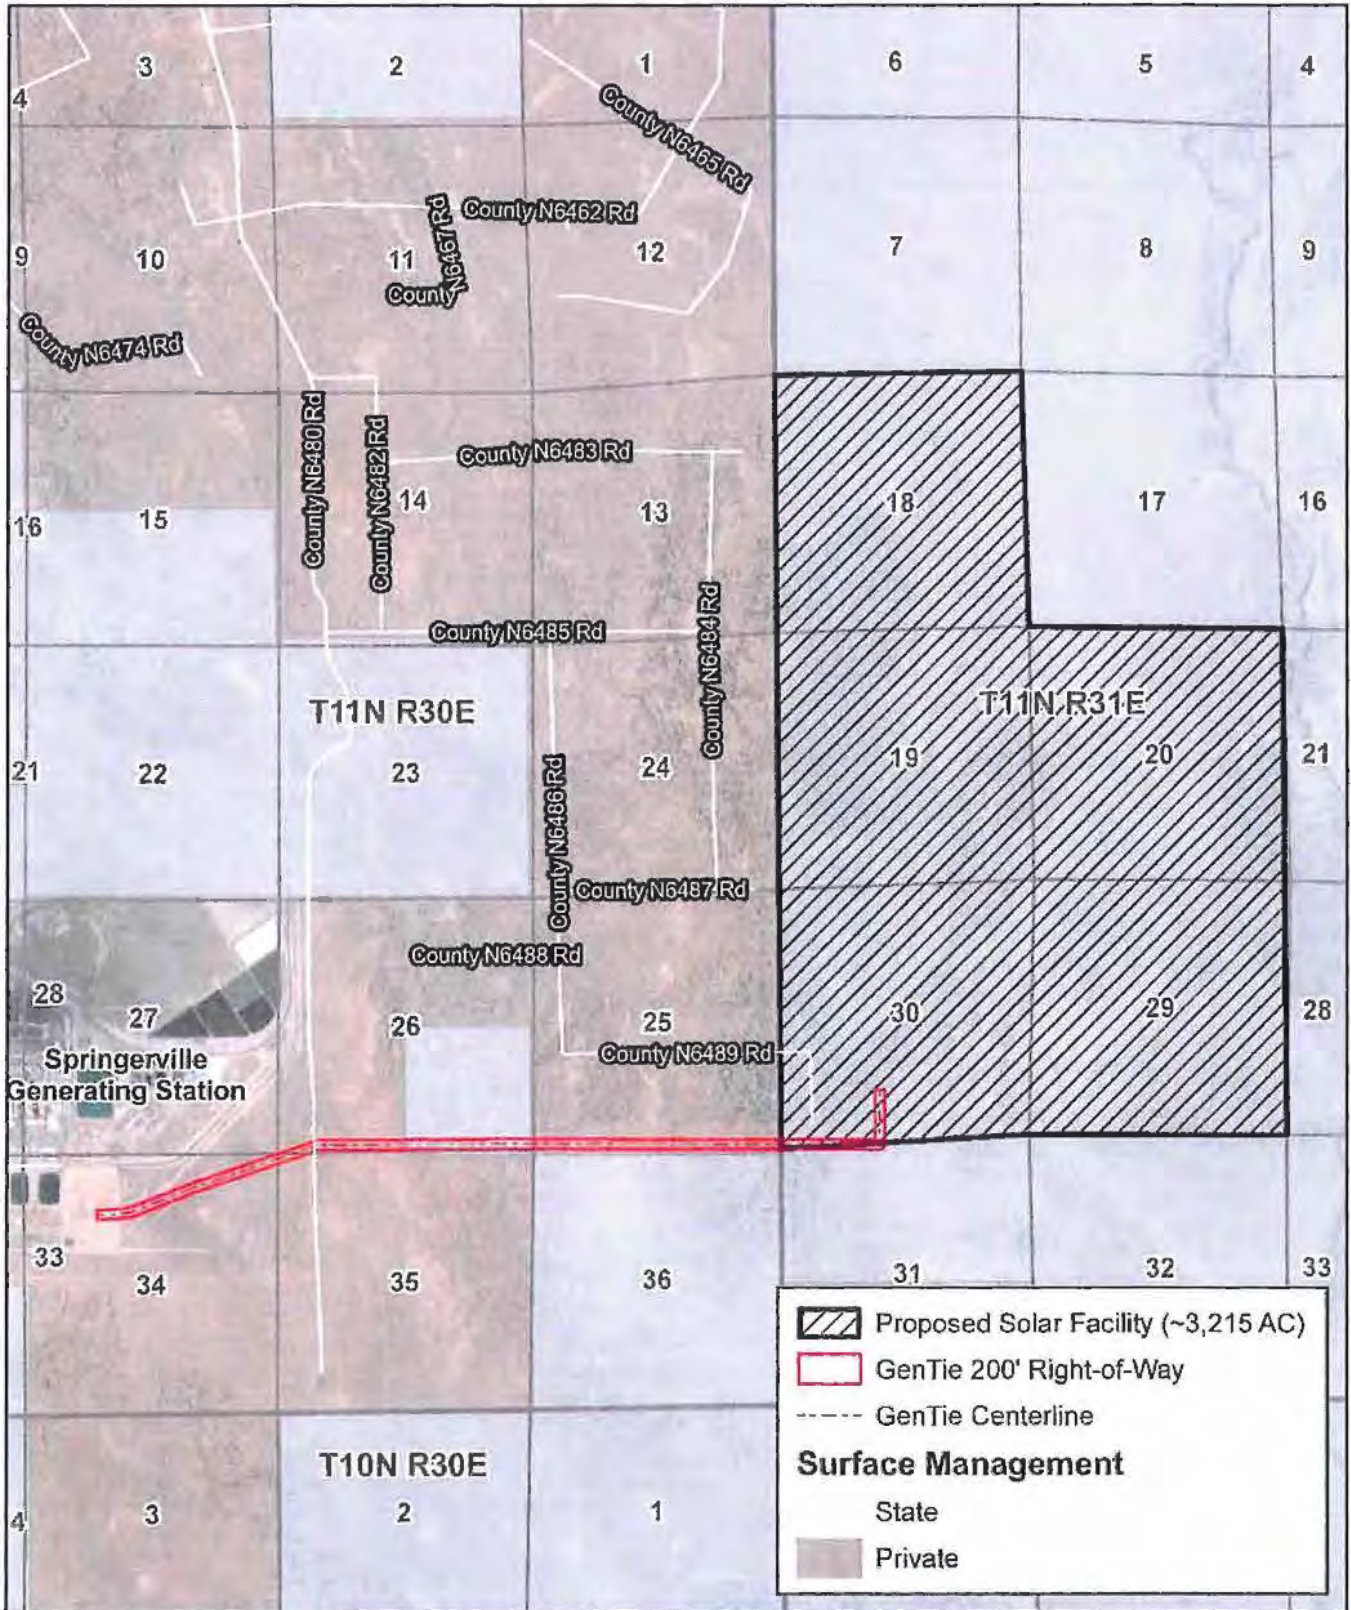 3 2 1 6 5 4
4
County N6465 Rd
County N6462 Rd
County N6467 Rd
9 10 11 12 7 8 9
County N6474 Rd
County N6480 Rd
County N6482 Rd
County N6483 Rd
16 15 14 13 18 17 16
County N6485 Rd
County N6484 Rd
T11N R30E
T11N R31E
21 22 23 24 19 20 21
County N6486 Rd
County N6487 Rd
County N6488 Rd
28 27 26 25 30 29 28
Springerville
Generating Station
County N6489 Rd
33 34 35 36 31 32 33
Proposed Solar Facility (~3,215 AC)
GenTie 200' Right-of-Way
GenTie Centerline
Surface Management
State
Private
T10N R30E
4 3 2 1